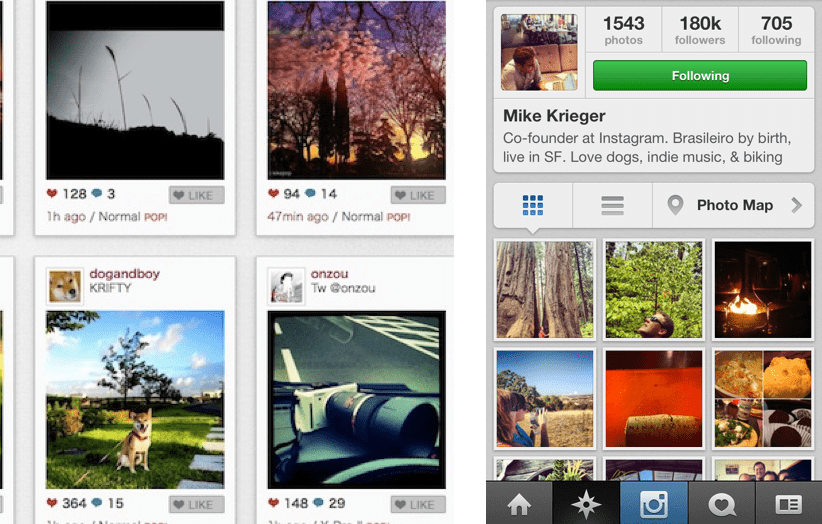 128 3 LIKE
1h ago / Normal POP!
94 14 LIKE
47min ago / Normal POP!
dogandboy
KRIFTY
364 15 LIKE
onzou
Tw @onzou
148 29 LIKE
1543 180k 705
photos followers following
Following
Mike Krieger
Co-founder at Instagram. Brasileiro by birth,
live in SF. Love dogs, indie music, & biking
Photo Map